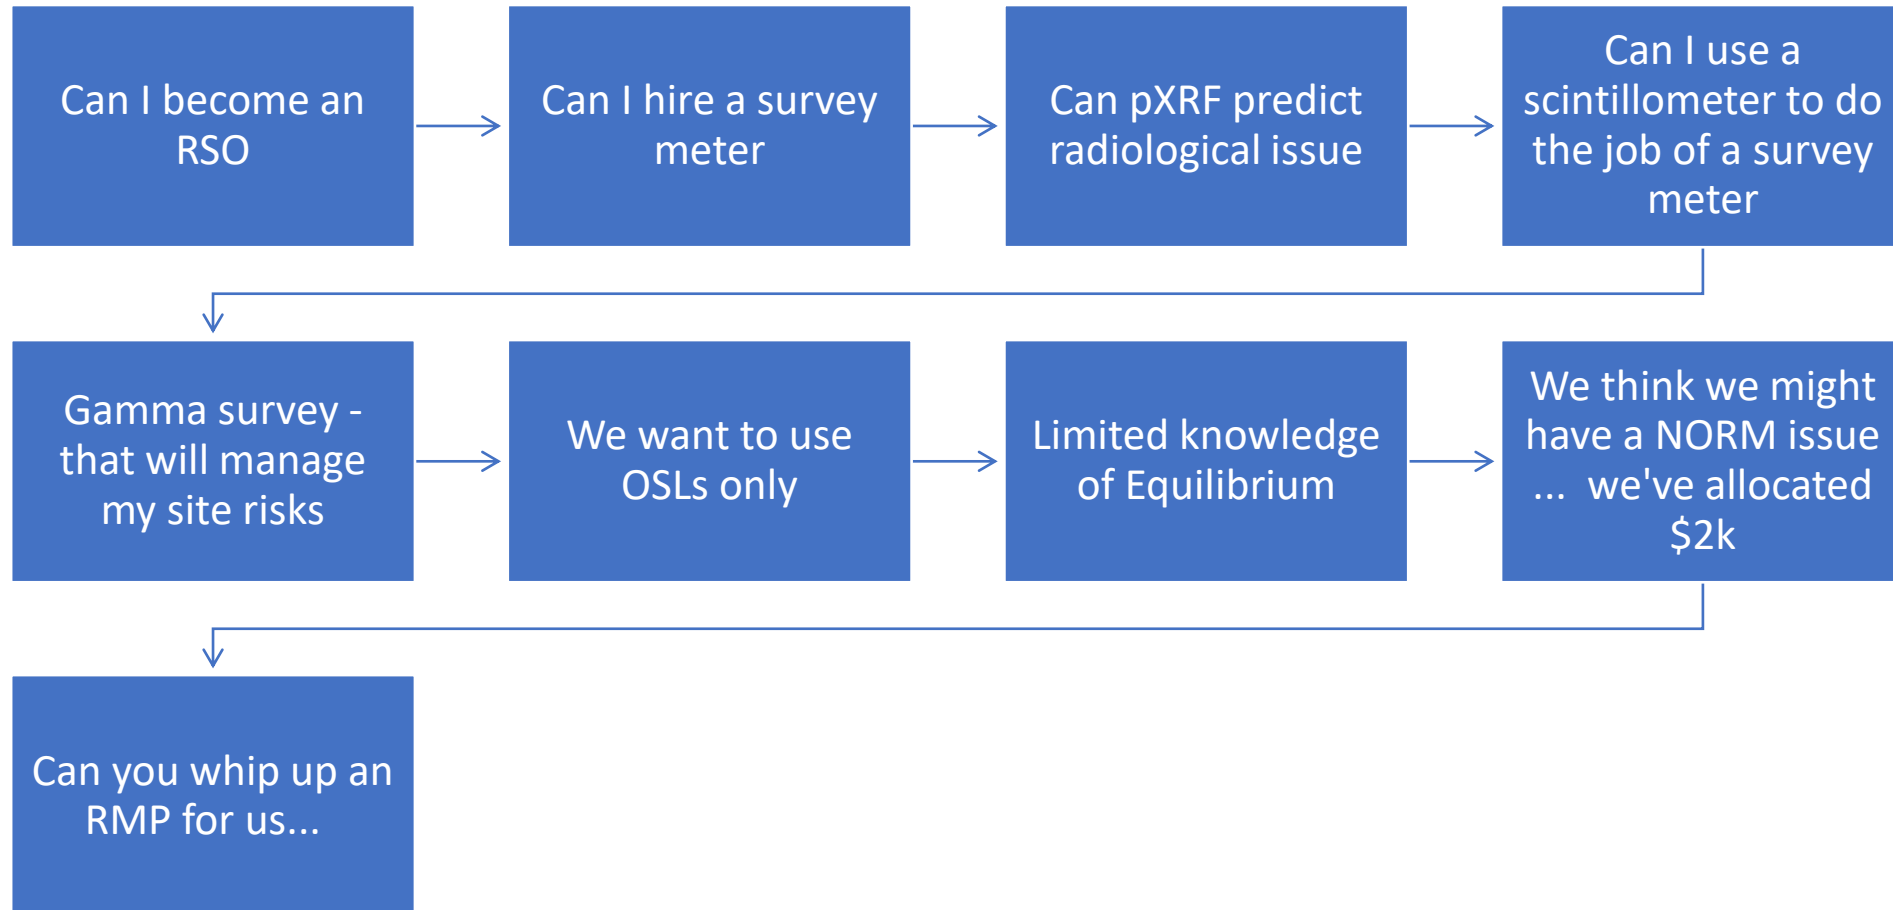 Can I become an
RSO
Can I hire a survey
meter
Can pXRF predict
radiological issue
Can I use a
scintillometer to do
the job of a survey
meter
Gamma survey -
that will manage
my site risks
We want to use
OSLs only
Limited knowledge
of Equilibrium
We think we might
have a NORM issue
... we've allocated
$2k
Can you whip up an
RMP for us...